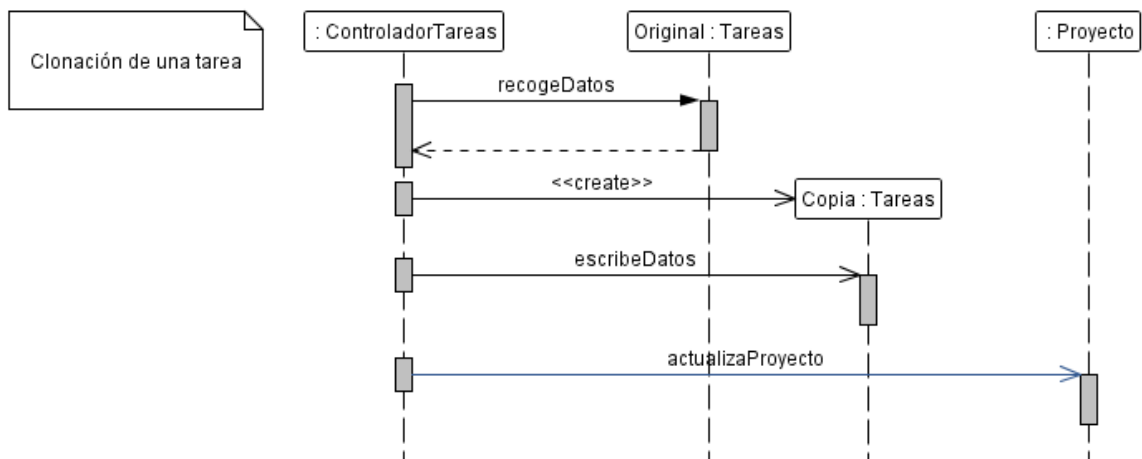 Clonación de una tarea
: ControladorTareas
Original : Tareas
: Proyecto
recogeDatos
<<create>>
Copia : Tareas
escribeDatos
actualizaProyecto